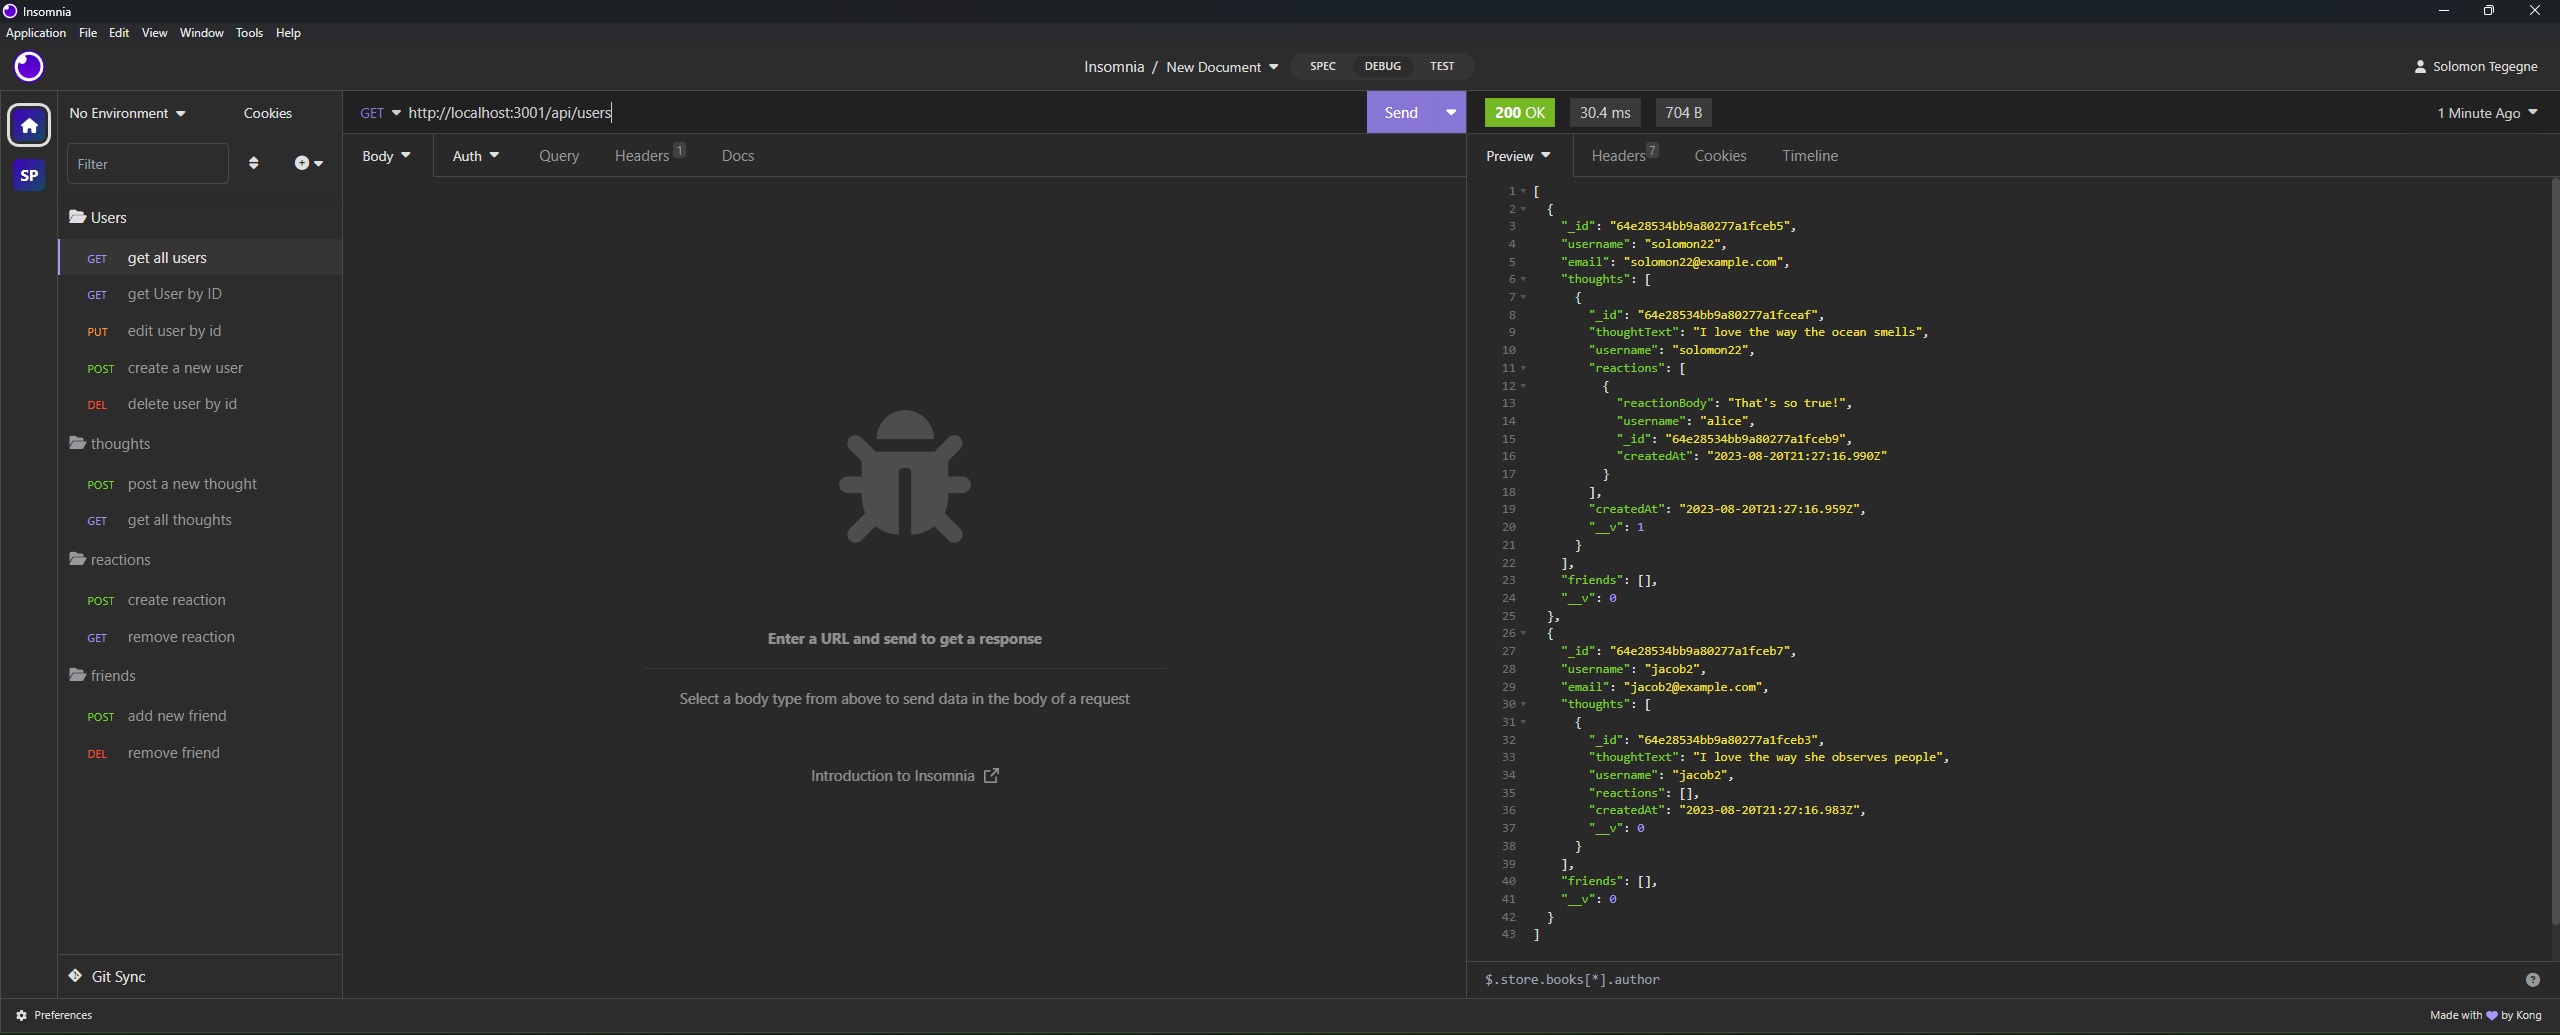 Insomnia
Application File Edit View Window Tools Help
Insomnia / New Document SPEC DEBUG TEST
Solomon Tegegne
No Environment Cookies
Filter
SP
Users
GET get all users
GET get User by ID
PUT edit user by id
POST create a new user
DEL delete user by id
thoughts
POST post a new thought
GET get all thoughts
reactions
POST create reaction
GET remove reaction
friends
POST add new friend
DEL remove friend
Git Sync
Preferences
GET http://localhost:3001/api/users Send
Body Auth Query Headers 1 Docs
Enter a URL and send to get a response
Select a body type from above to send data in the body of a request
Introduction to Insomnia
200 OK 30.4 ms 704 B 1 Minute Ago
Preview Headers 7 Cookies Timeline
1 [
2 {
3 "_id": "64e28534bb9a80277a1fceb5",
4 "username": "solomon22",
5 "email": "solomon22@example.com",
6 "thoughts": [
7 {
8 "_id": "64e28534bb9a80277a1fceaf",
9 "thoughtText": "I love the way the ocean smells",
10 "username": "solomon22",
11 "reactions": [
12 {
13 "reactionBody": "That's so true!",
14 "username": "alice",
15 "_id": "64e28534bb9a80277a1fceb9",
16 "createdAt": "2023-08-20T21:27:16.990Z"
17 }
18 ],
19 "createdAt": "2023-08-20T21:27:16.959Z",
20 "__v": 1
21 }
22 ],
23 "friends": [],
24 "__v": 0
25 },
26 {
27 "_id": "64e28534bb9a80277a1fceb7",
28 "username": "jacob2",
29 "email": "jacob2@example.com",
30 "thoughts": [
31 {
32 "_id": "64e28534bb9a80277a1fceb3",
33 "thoughtText": "I love the way she observes people",
34 "username": "jacob2",
35 "reactions": [],
36 "createdAt": "2023-08-20T21:27:16.983Z",
37 "__v": 0
38 }
39 ],
40 "friends": [],
41 "__v": 0
42 }
43 ]
$.store.books[*].author
Made with 💜 by Kong